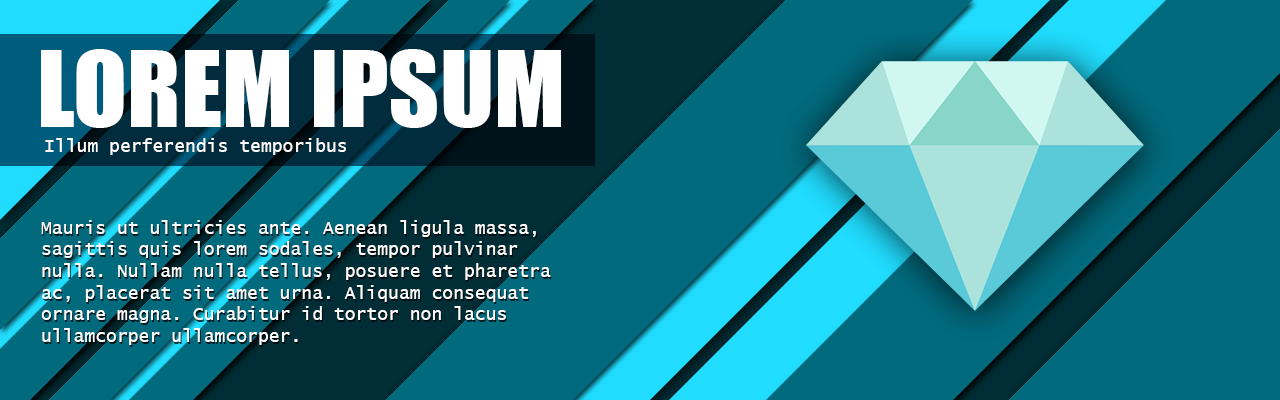 LOREM IPSUM
Illum perferendis temporibus
Mauris ut ultricies ante. Aenean ligula massa,
sagittis quis lorem sodales, tempor pulvinar
nulla. Nullam nulla tellus, posuere et pharetra
ac, placerat sit amet urna. Aliquam consequat
ornare magna. Curabitur id tortor non lacus
ullamcorper ullamcorper.